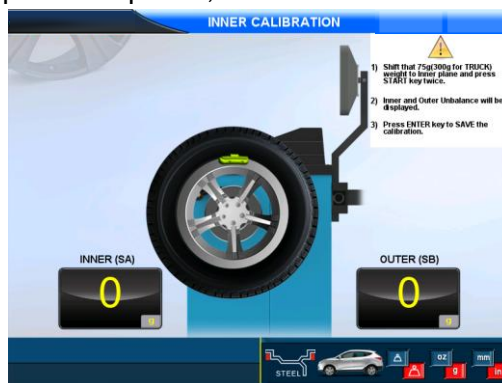 INNER CALIBRATION
1) Shift that 75g(300g for TRUCK)
weight to Inner plane and press
START key twice.
2) Inner and Outer Unbalance will be
displayed.
3) Press ENTER key to SAVE the
calibration.
INNER (SA)
0
g
OUTER (SB)
0
g
STEEL
oz
g
mm
in